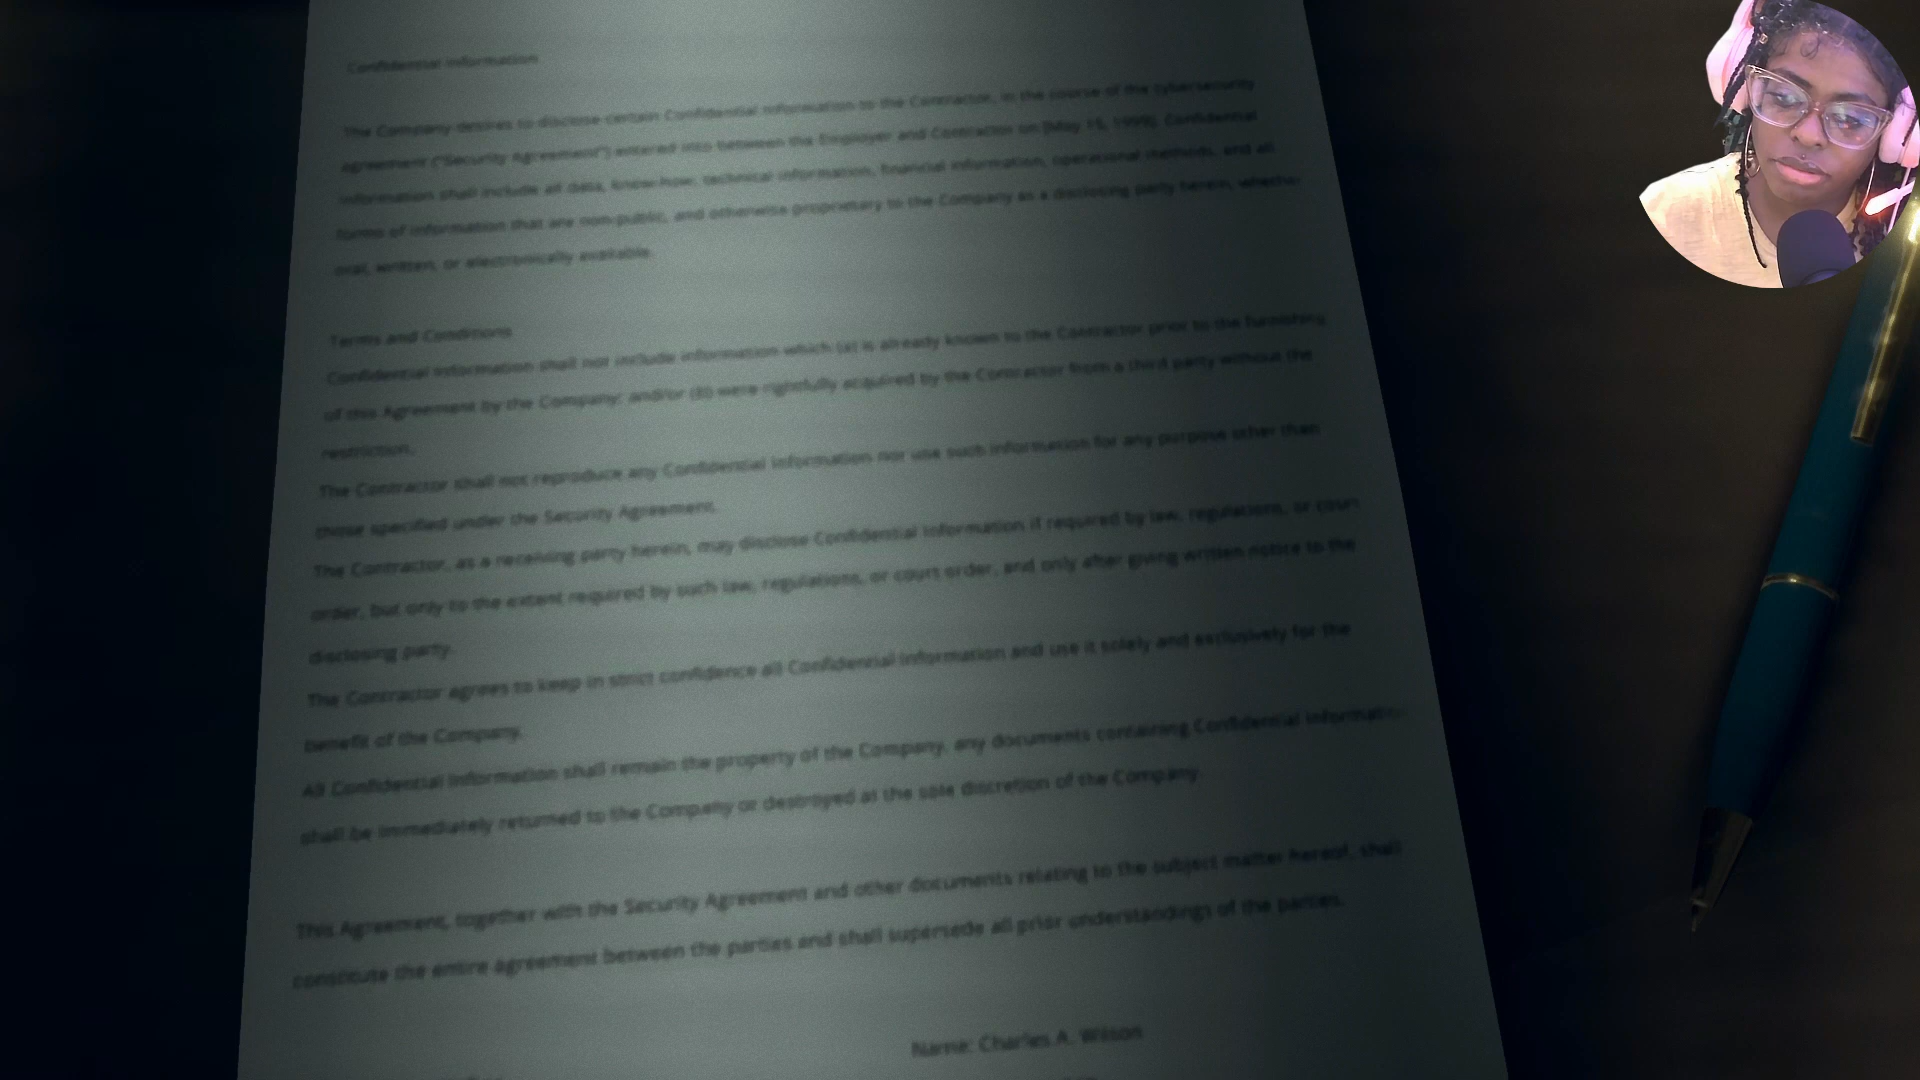 Confidential Information
The Company desires to disclose certain Confidential Information to the Contractor, in the course of the cybersecurity
agreement ("Security Agreement") entered into between the Employer and Contractor on [May 15, 1999]. Confidential
Information shall include all data, know-how, technical information, financial information, operational methods, and all
forms of information that are non-public, and otherwise proprietary to the Company as a disclosing party herein, whether
oral, written, or electronically available.
Terms and Conditions
Confidential Information shall not include information which (a) is already known to the Contractor prior to the furnishing
of this Agreement by the Company; and/or (B) were rightfully acquired by the Contractor from a third party without the
restriction.
The Contractor shall not reproduce any Confidential Information nor use such information for any purpose other than
those specified under the Security Agreement.
The Contractor, as a receiving party herein, may disclose Confidential Information if required by law, regulations, or court
order, but only to the extent required by such law, regulations, or court order, and only after giving written notice to the
disclosing party.
The Contractor agrees to keep in strict confidence all Confidential Information and use it solely and exclusively for the
benefit of the Company.
All Confidential Information shall remain the property of the Company, any documents containing Confidential Informatio
shall be immediately returned to the Company or destroyed at the sole discretion of the Company.
This Agreement, together with the Security Agreement and other documents relating to the subject matter hereof, shall
constitute the entire agreement between the parties and shall supersede all prior understandings of the parties.
Name: Charles A. Wilson